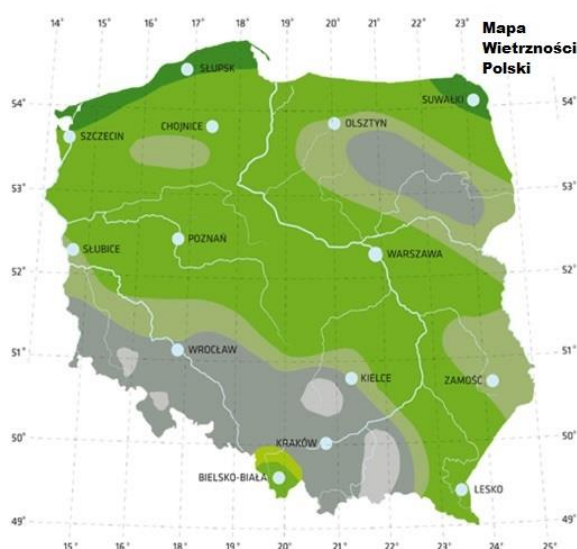 14° 15° 16° 17° 18° 19° 20° 21° 22° 23°
Mapa
Wietrzności
Polski
SŁUPSK
SUWAŁKI
54° 54°
CHOJNICE
OLSZTYN
SZCZECIN
53° 53°
POZNAŃ
SŁUBICE
WARSZAWA
52° 52°
WROCŁAW
51° 51°
KIELCE
ZAMOŚĆ
50° 50°
KRAKÓW
BIELSKO-BIAŁA
LESKO
49° 49°
15° 16° 17° 18° 19° 20° 21° 22° 23° 24° 25°